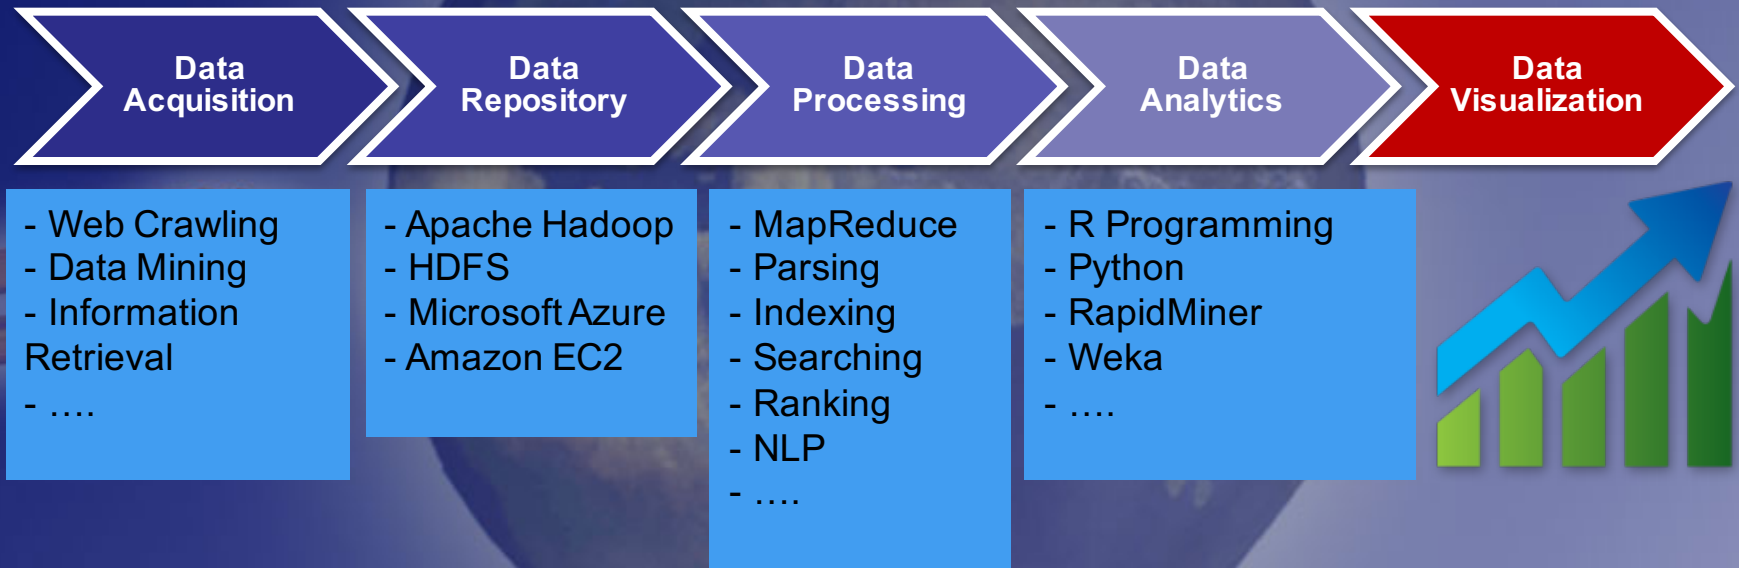 Data
Acquisition
Data
Repository
Data
Processing
Data
Analytics
Data
Visualization
- Web Crawling
- Data Mining
- Information
Retrieval
- ....
- Apache Hadoop
- HDFS
- Microsoft Azure
- Amazon EC2
- MapReduce
- Parsing
- Indexing
- Searching
- Ranking
- NLP
- ....
- R Programming
- Python
- RapidMiner
- Weka
- ....